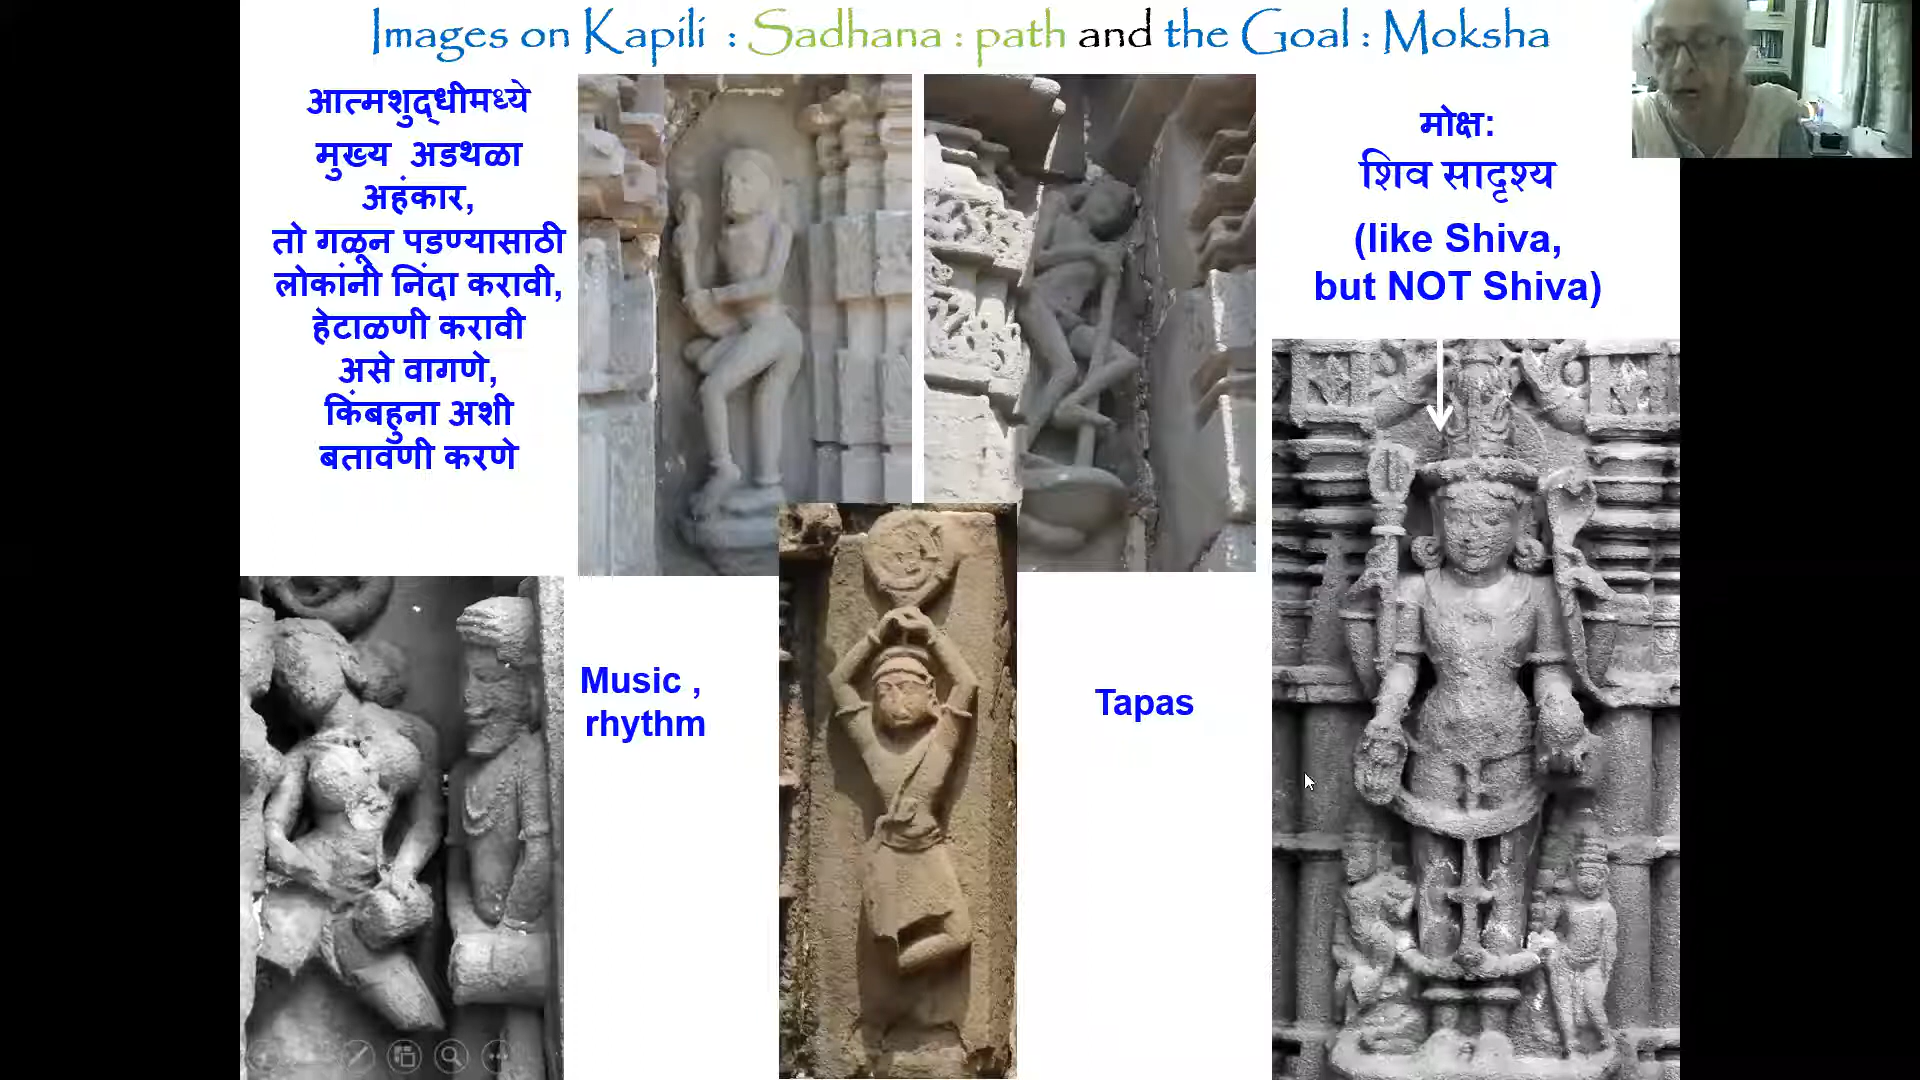 Images on Kapili : Sadhana : path and the Goal : Moksha
आत्मशुद्धीमध्ये
मुख्य अडथळा
अहंकार,
तो गळून पडण्यासाठी
लोकांनी निंदा करावी,
हेटाळणी करावी
असे वागणे,
किंबहुना अशी
बतावणी करणे
मोक्ष:
शिव सादृश्य
(like Shiva,
but NOT Shiva)
Music ,
rhythm
Tapas